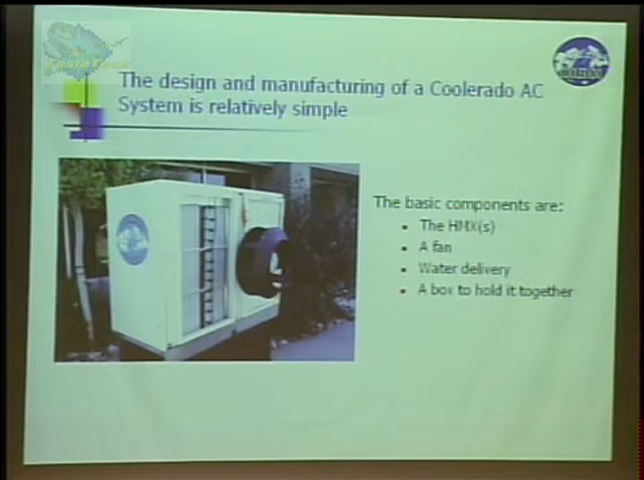 TeslaTech
The design and manufacturing of a Coolerado AC
System is relatively simple
The basic components are:
The HMX(s)
A fan
Water delivery
A box to hold it together